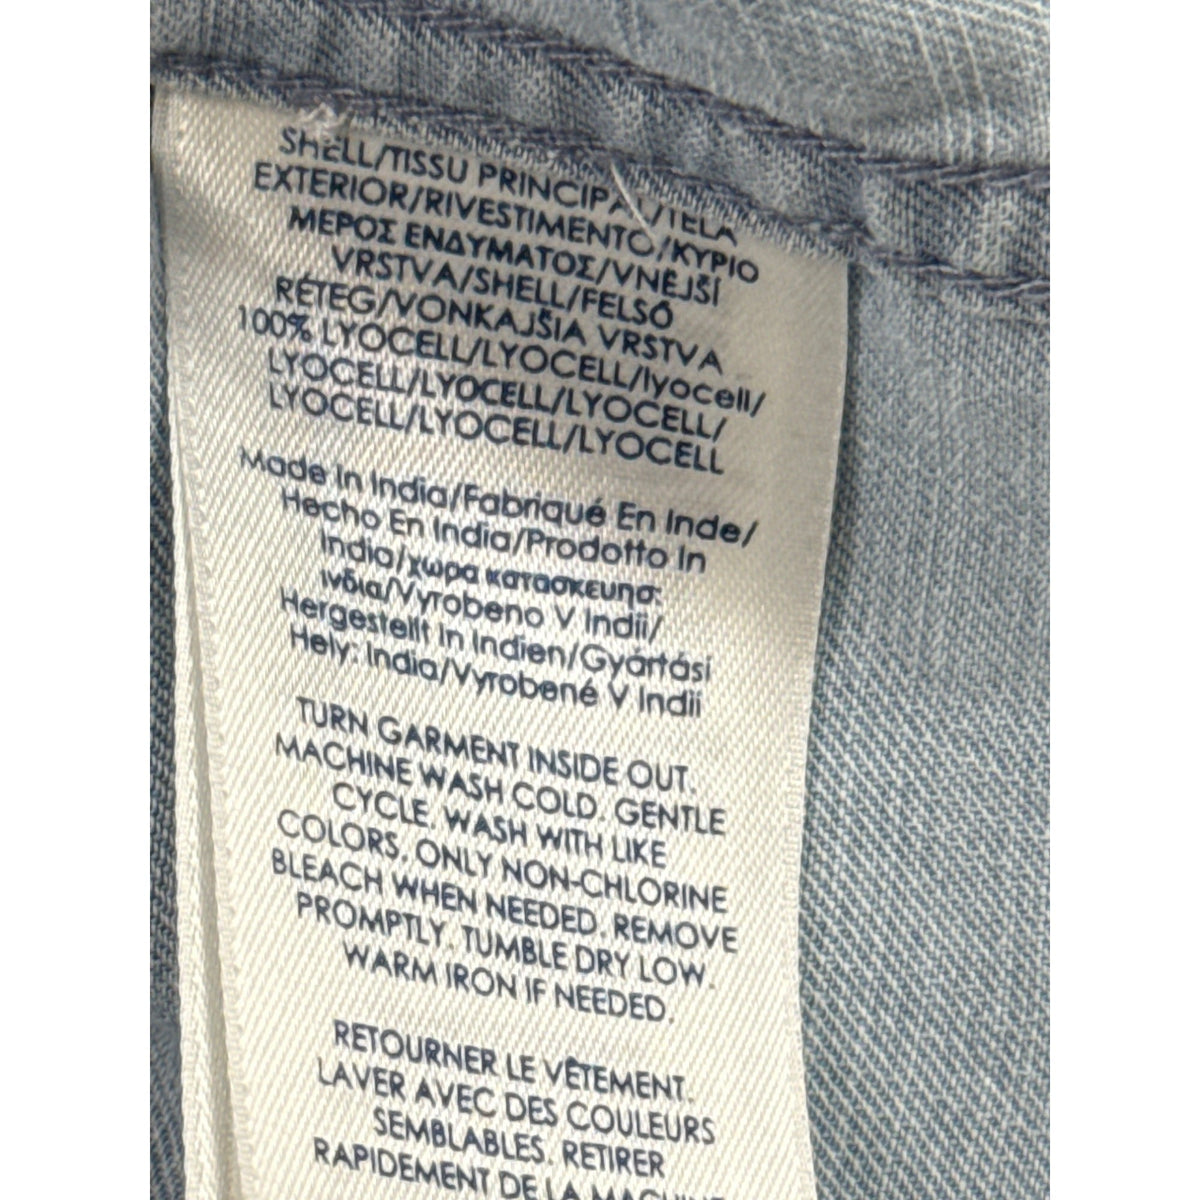 SHELL/TISSU PRINCIPAL/TELA
EXTERIOR/RIVESTIMENTO/ΚΥΡΙΟ
ΜΕΡΟΣ ΕΝΔΥΜΑΤΟΣ/VNĚJŠÍ
VRSTVA/SHELL/FELSŐ
RÉTEG/VONKAJŠIA VRSTVA
100% LYOCELL/LYOCELL/lyocell/
LYOCELL/LYOCELL/LYOCELL/
LYOCELL/LYOCELL/LYOCELL
Made In India/Fabriqué En Inde/
Hecho En India/Prodotto In
India/χωρα κατασκευησ:
ινδια/Vyrobeno V Indii/
Hergestellt In Indien/Gyártási
Hely: India/Vyrobené V Indii
TURN GARMENT INSIDE OUT.
MACHINE WASH COLD. GENTLE
CYCLE. WASH WITH LIKE
COLORS. ONLY NON-CHLORINE
BLEACH WHEN NEEDED. REMOVE
PROMPTLY. TUMBLE DRY LOW.
WARM IRON IF NEEDED.
RETOURNER LE VÊTEMENT.
LAVER AVEC DES COULEURS
SEMBLABLES. RETIRER
RAPIDEMENT DE LA MACHINE